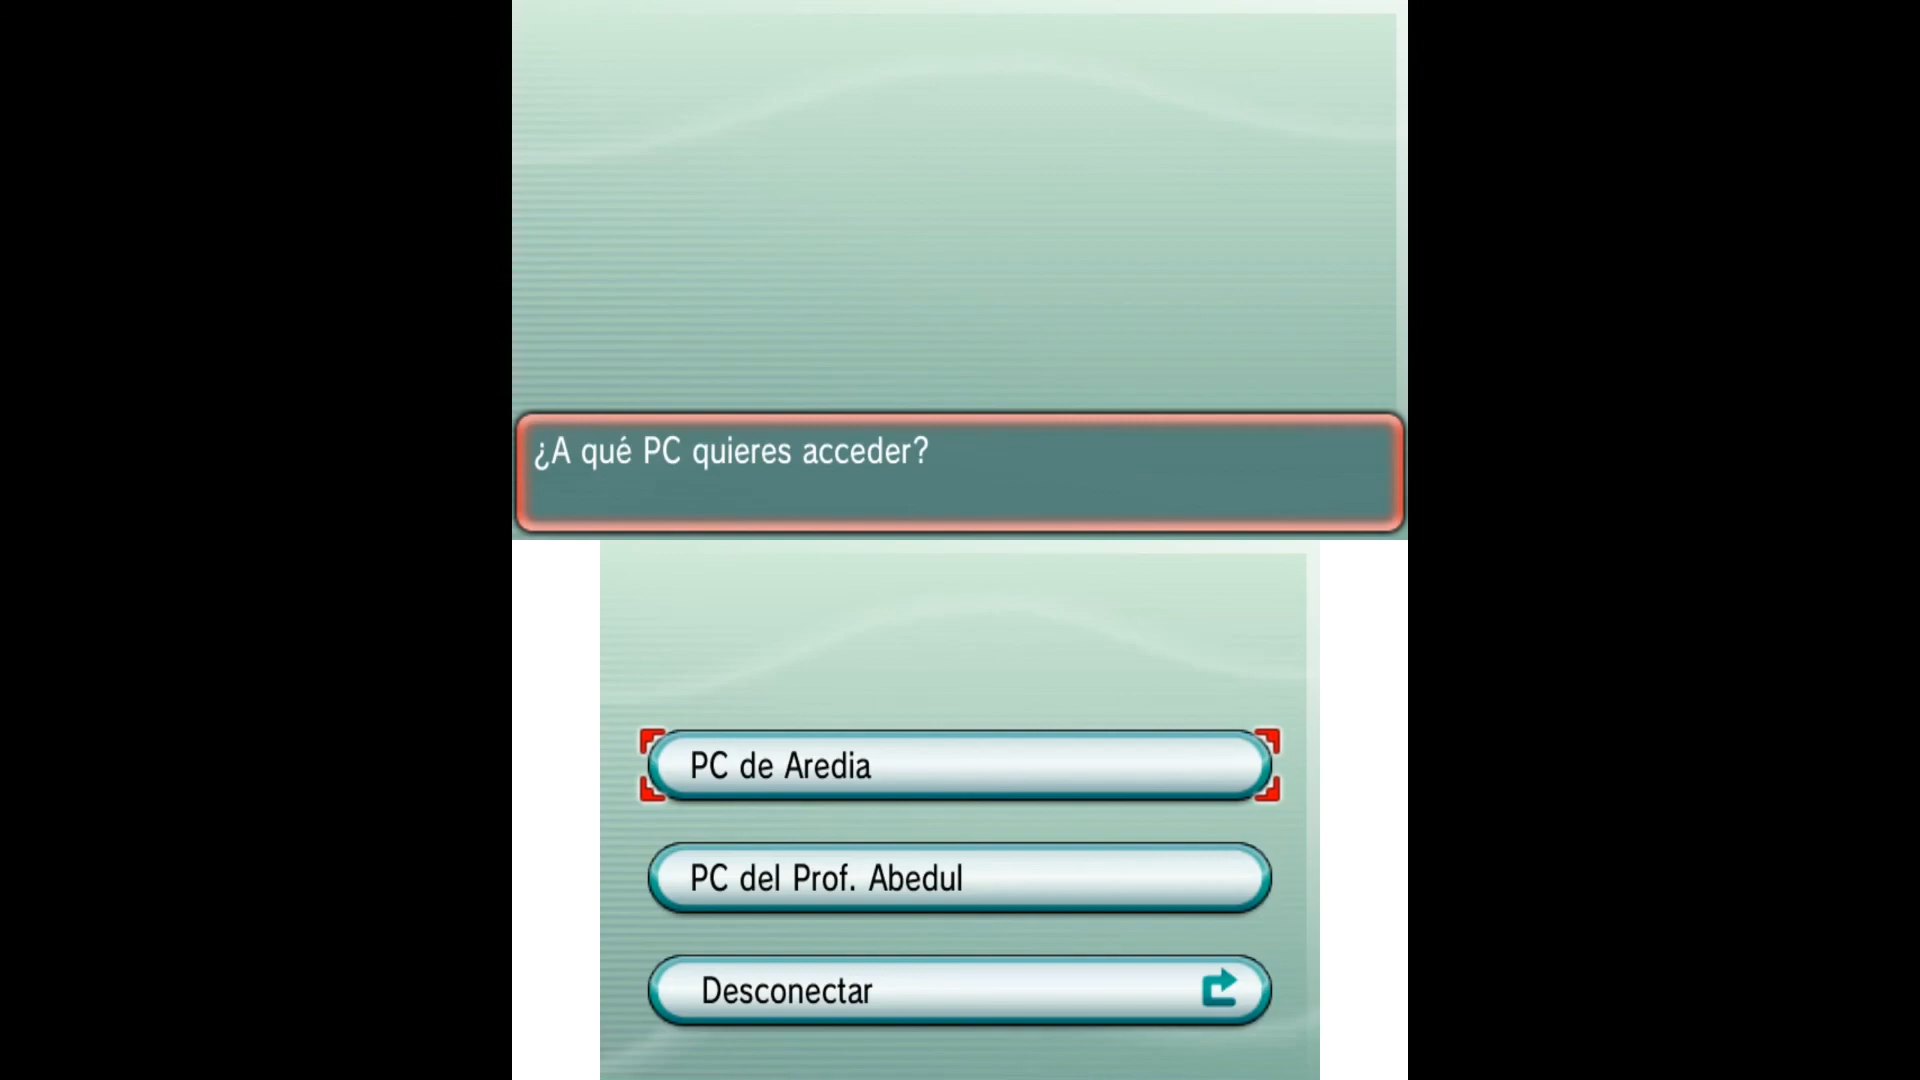 ¿A qué PC quieres acceder?
PC de Aredia
PC del Prof. Abedul
Desconectar